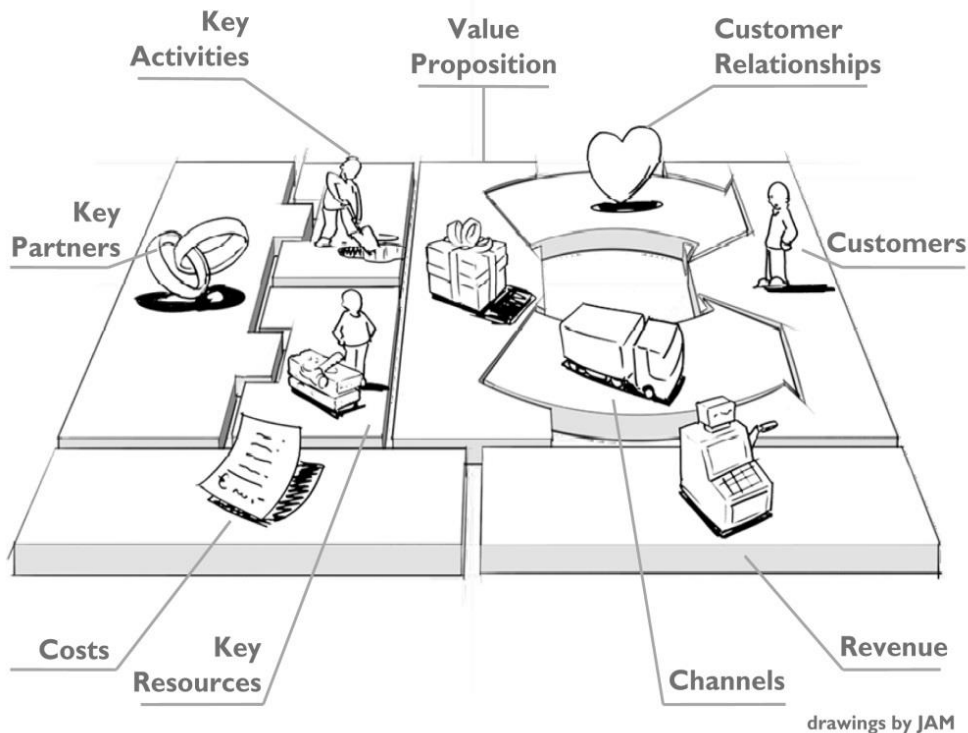 Key
Activities
Value
Proposition
Customer
Relationships
Key
Partners
Customers
Costs
Key
Resources
Channels
Revenue
drawings by JAM